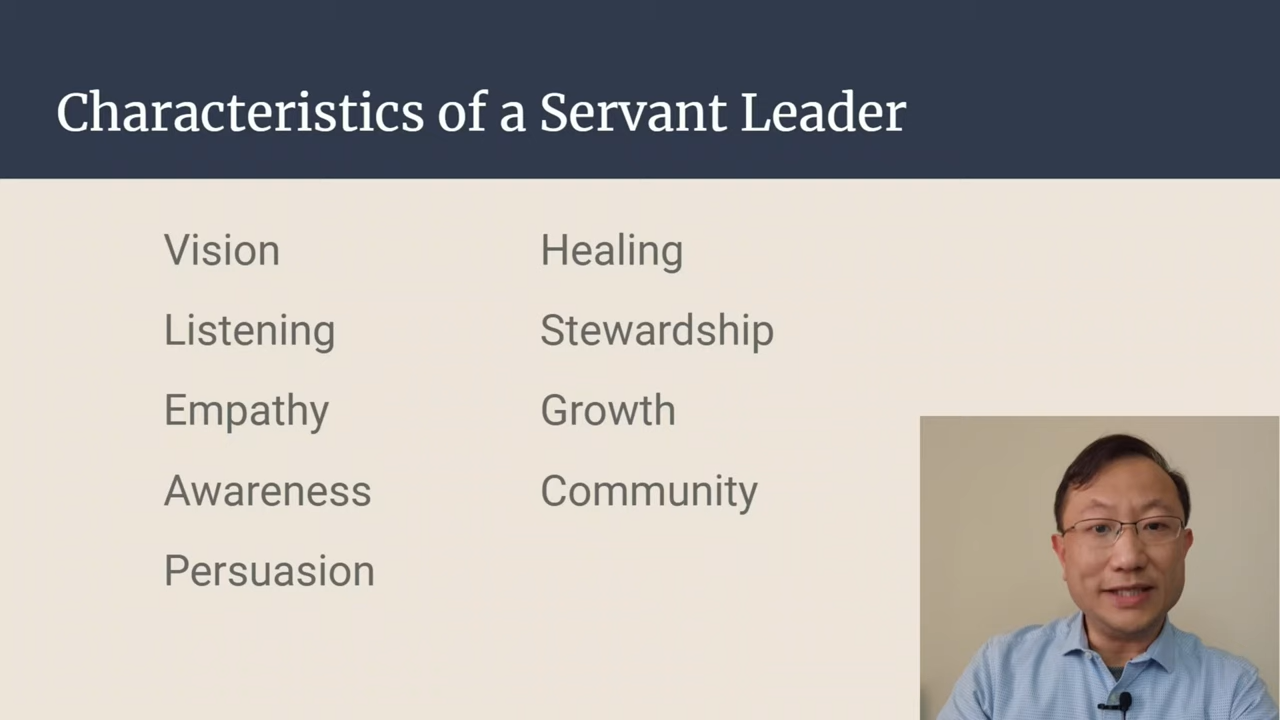 Characteristics of a Servant Leader
Vision
Listening
Empathy
Awareness
Persuasion
Healing
Stewardship
Growth
Community